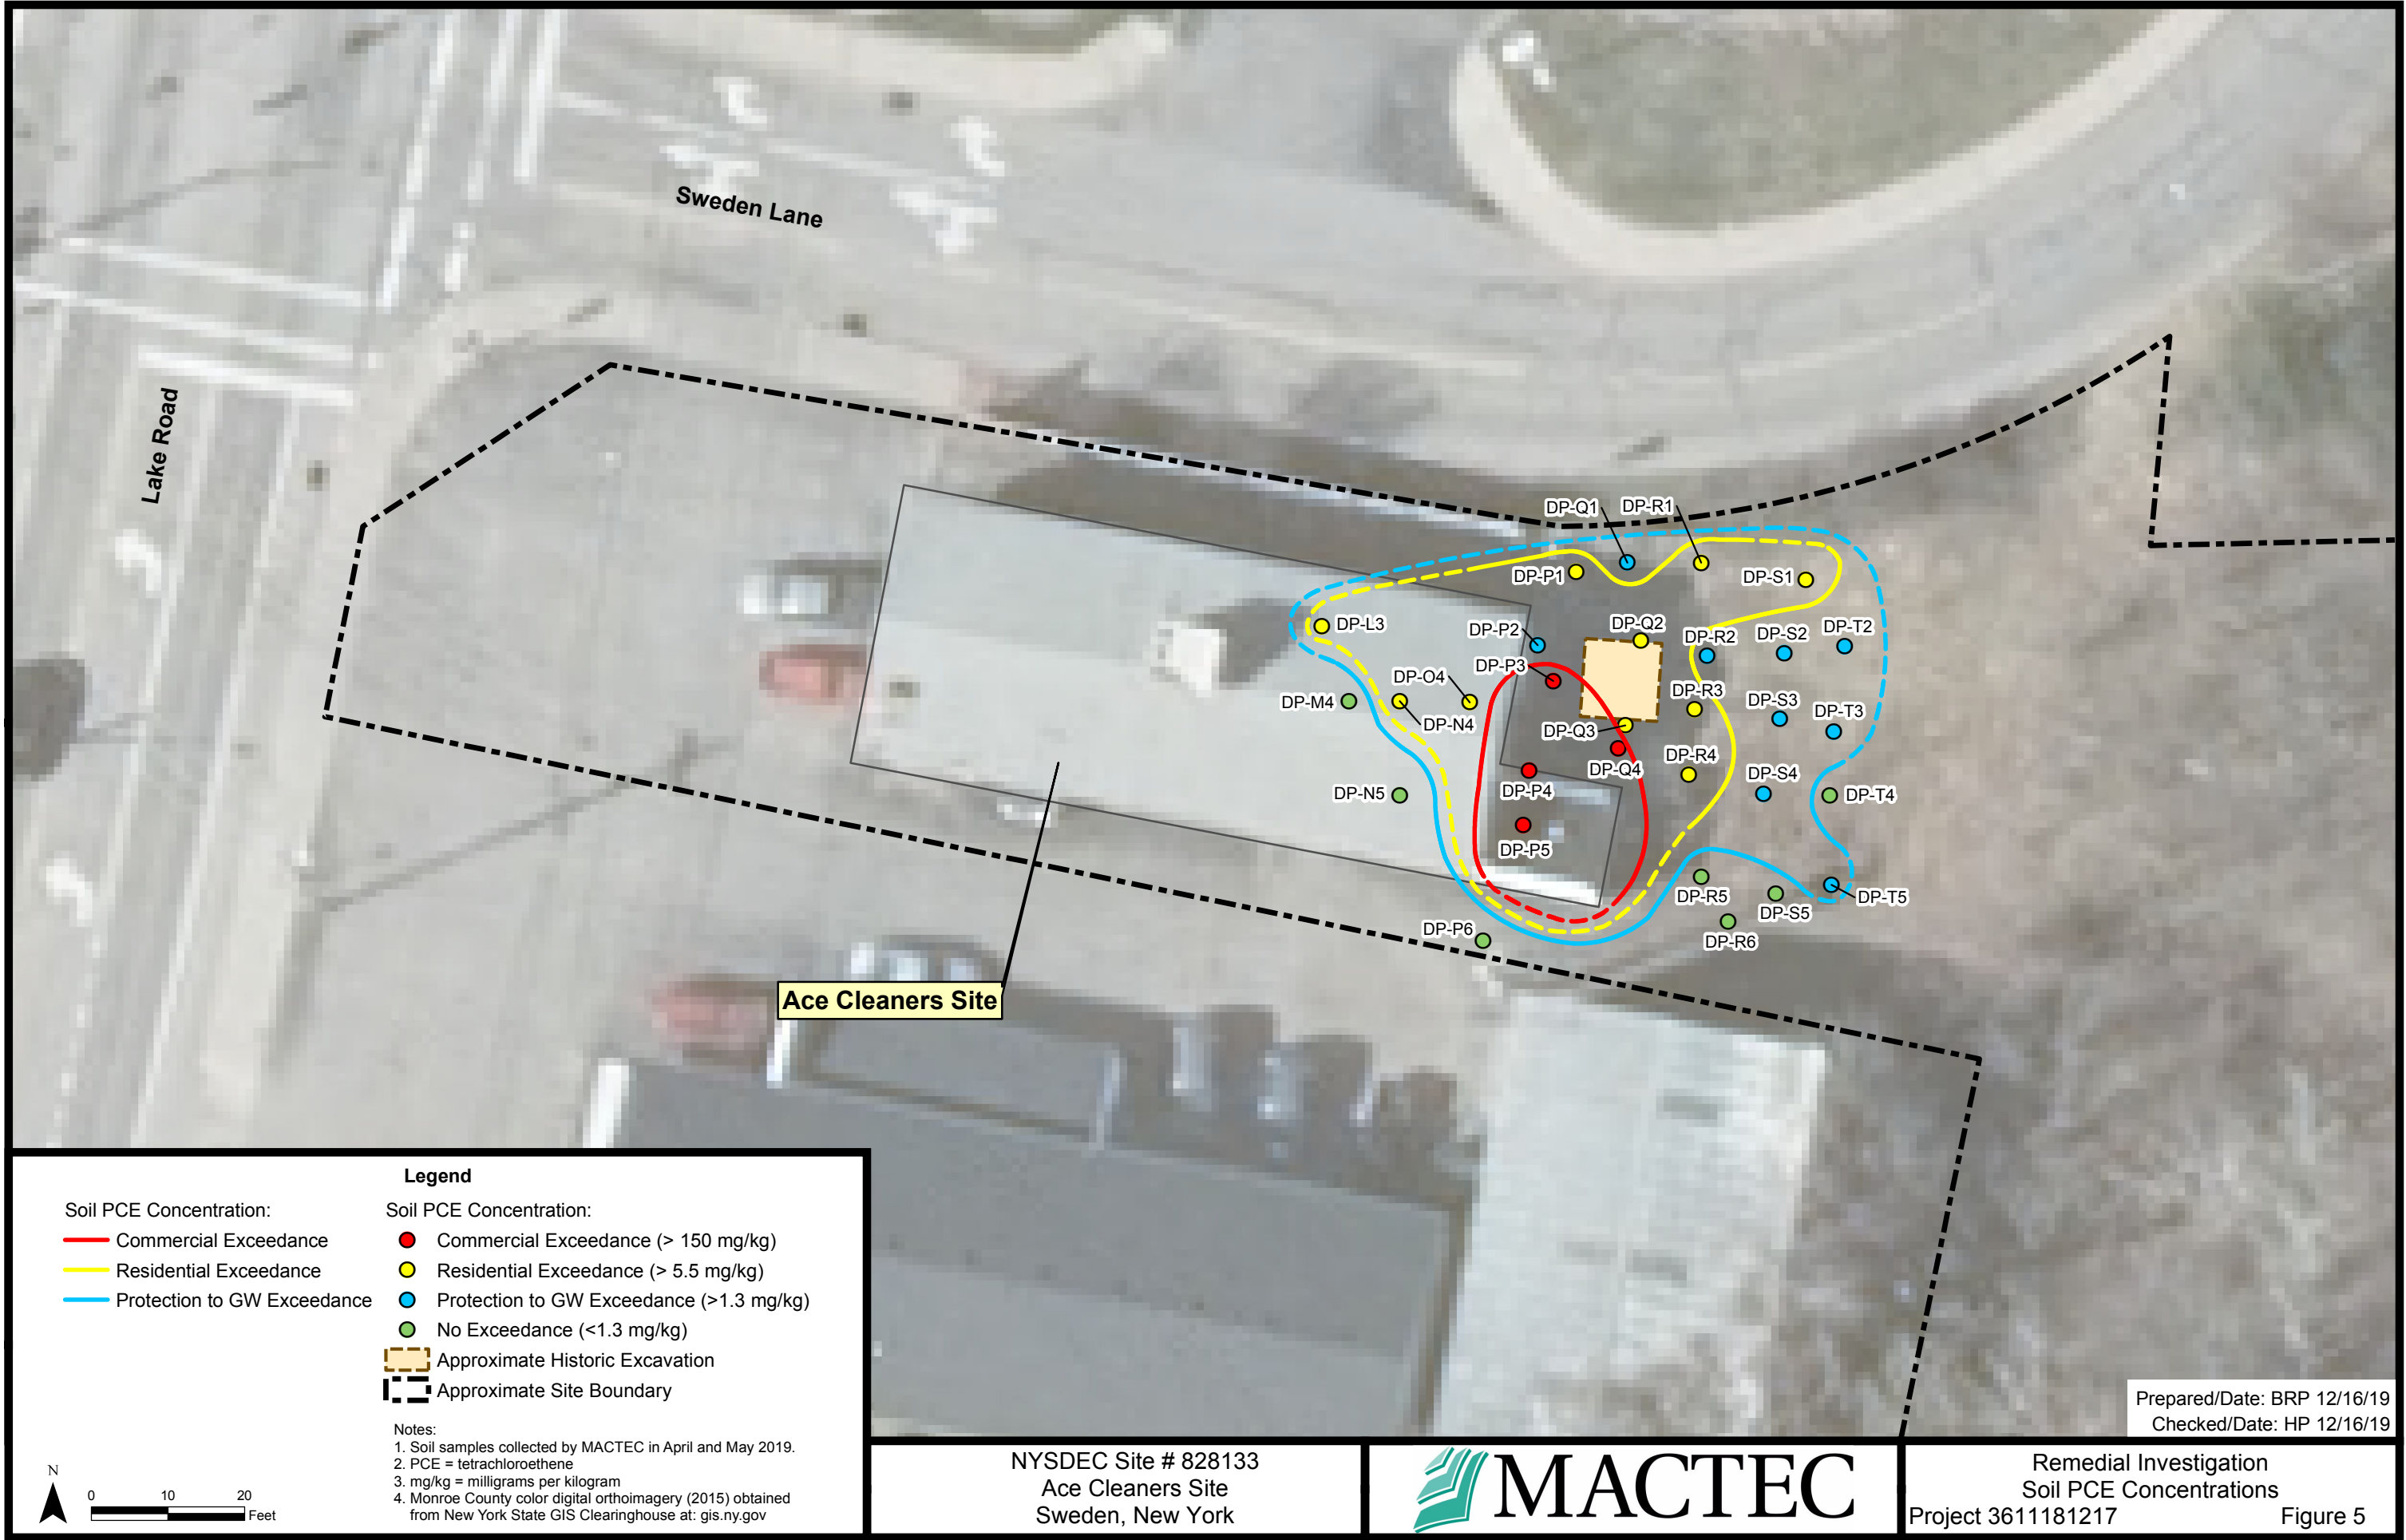 Sweden Lane
Lake Road
DP-Q1
DP-R1
DP-P1
DP-S1
DP-L3
DP-P2
DP-Q2
DP-R2
DP-S2
DP-T2
DP-P3
DP-O4
DP-M4
DP-N4
DP-R3
DP-S3
DP-T3
DP-Q3
DP-R4
DP-Q4
DP-S4
DP-P4
DP-N5
DP-T4
DP-P5
DP-R5
DP-S5
DP-T5
DP-P6
DP-R6
Ace Cleaners Site
Legend
Soil PCE Concentration:
Commercial Exceedance
Residential Exceedance
Protection to GW Exceedance
Soil PCE Concentration:
Commercial Exceedance (> 150 mg/kg)
Residential Exceedance (> 5.5 mg/kg)
Protection to GW Exceedance (>1.3 mg/kg)
No Exceedance (<1.3 mg/kg)
Approximate Historic Excavation
Approximate Site Boundary
Notes:
1. Soil samples collected by MACTEC in April and May 2019.
2. PCE = tetrachloroethene
3. mg/kg = milligrams per kilogram
4. Monroe County color digital orthoimagery (2015) obtained
from New York State GIS Clearinghouse at: gis.ny.gov
N
0 10 20
Feet
NYSDEC Site # 828133
Ace Cleaners Site
Sweden, New York
MACTEC
Prepared/Date: BRP 12/16/19
Checked/Date: HP 12/16/19
Remedial Investigation
Soil PCE Concentrations
Project 3611181217 Figure 5